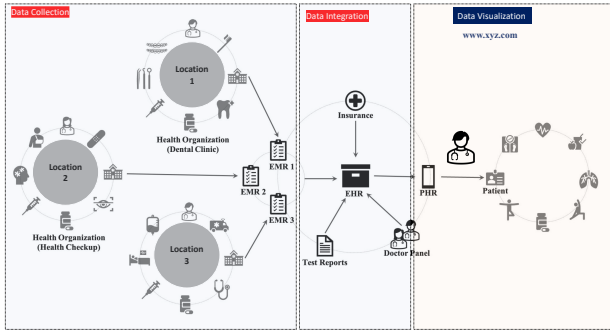 Data Collection
Data Integration
Data Visualization
www.xyz.com
Location
1
Health Organization
(Dental Clinic)
EMR 1
Location
2
Health Organization
(Health Checkup)
EMR 2
EMR 3
Location
3
Insurance
EHR
PHR
Patient
Test Reports
Doctor Panel